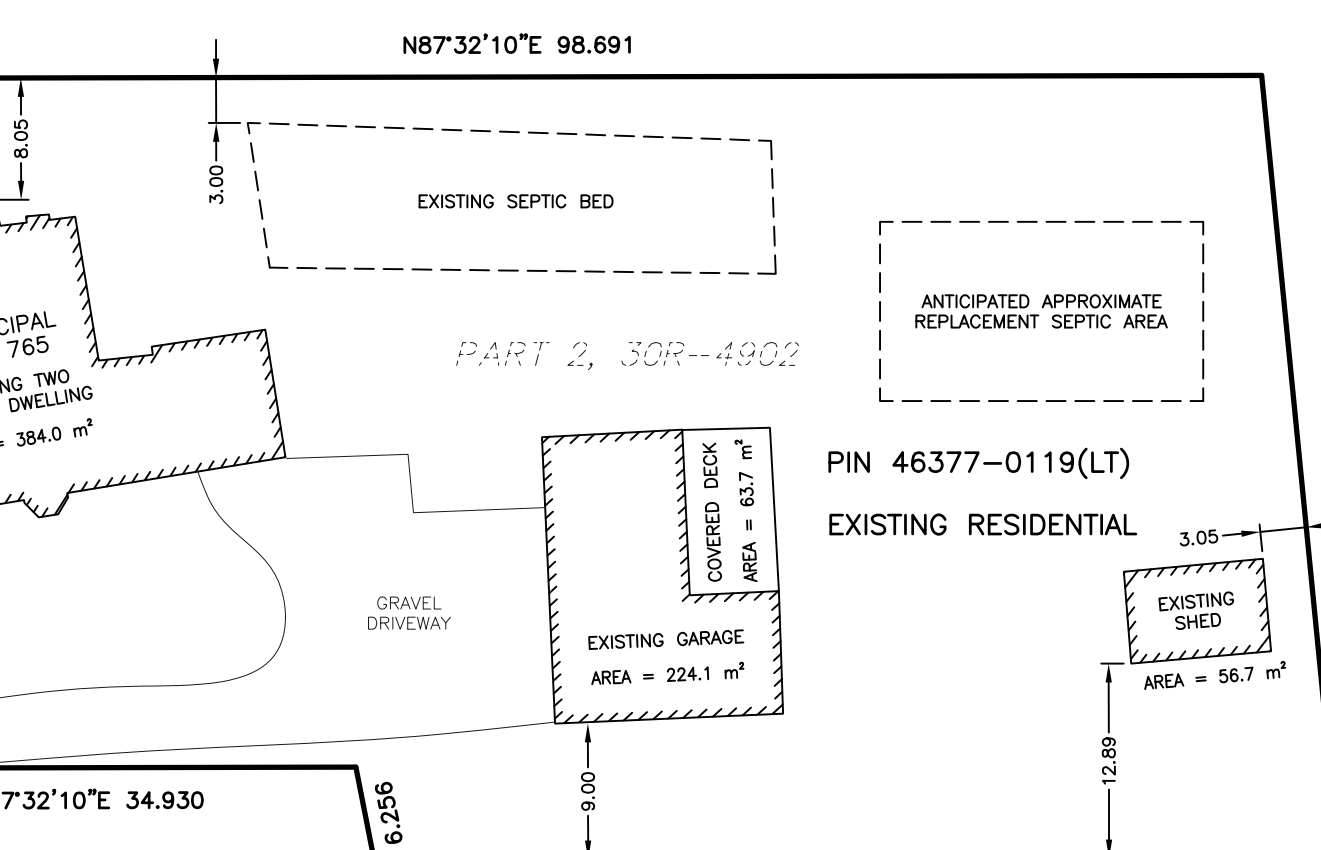 N87°32'10"E 98.691
8.05
3.00
EXISTING SEPTIC BED
ANTICIPATED APPROXIMATE
REPLACEMENT SEPTIC AREA
CIPAL
765
NG TWO
DWELLING
= 384.0 m²
PART 2, 30R--4902
COVERED DECK
AREA = 63.7 m²
PIN 46377-0119(LT)
EXISTING RESIDENTIAL
3.05
GRAVEL
DRIVEWAY
EXISTING GARAGE
AREA = 224.1 m²
EXISTING
SHED
AREA = 56.7 m²
12.89
9.00
7°32'10"E 34.930
6.256